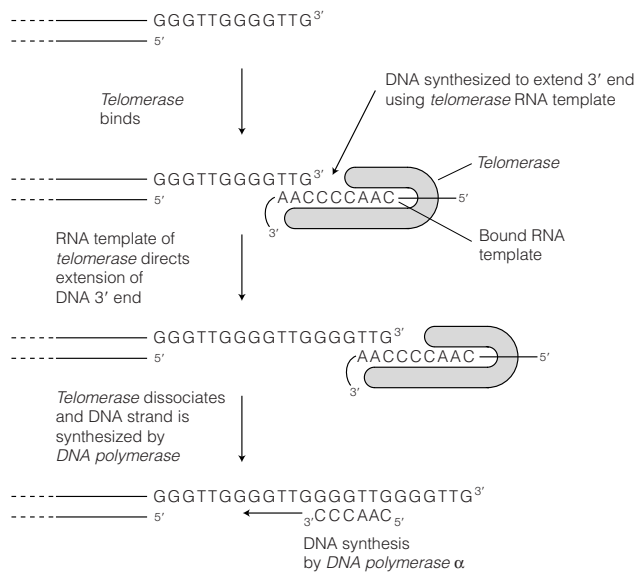 GGGTTGGGGTTG3′
5′
Telomerase
binds
DNA synthesized to extend 3′ end
using telomerase RNA template
GGGTTGGGGTTG3′
5′
AACCCCAAC
5′
3′
Telomerase
Bound RNA
template
RNA template of
telomerase directs
extension of
DNA 3′ end
GGGTTGGGGTTGGGGTTG3′
5′
AACCCCAAC
5′
3′
Telomerase dissociates
and DNA strand is
synthesized by
DNA polymerase
GGGTTGGGGTTGGGGTTGGGGTTG3′
5′
3′CCCAAC5′
DNA synthesis
by DNA polymerase α